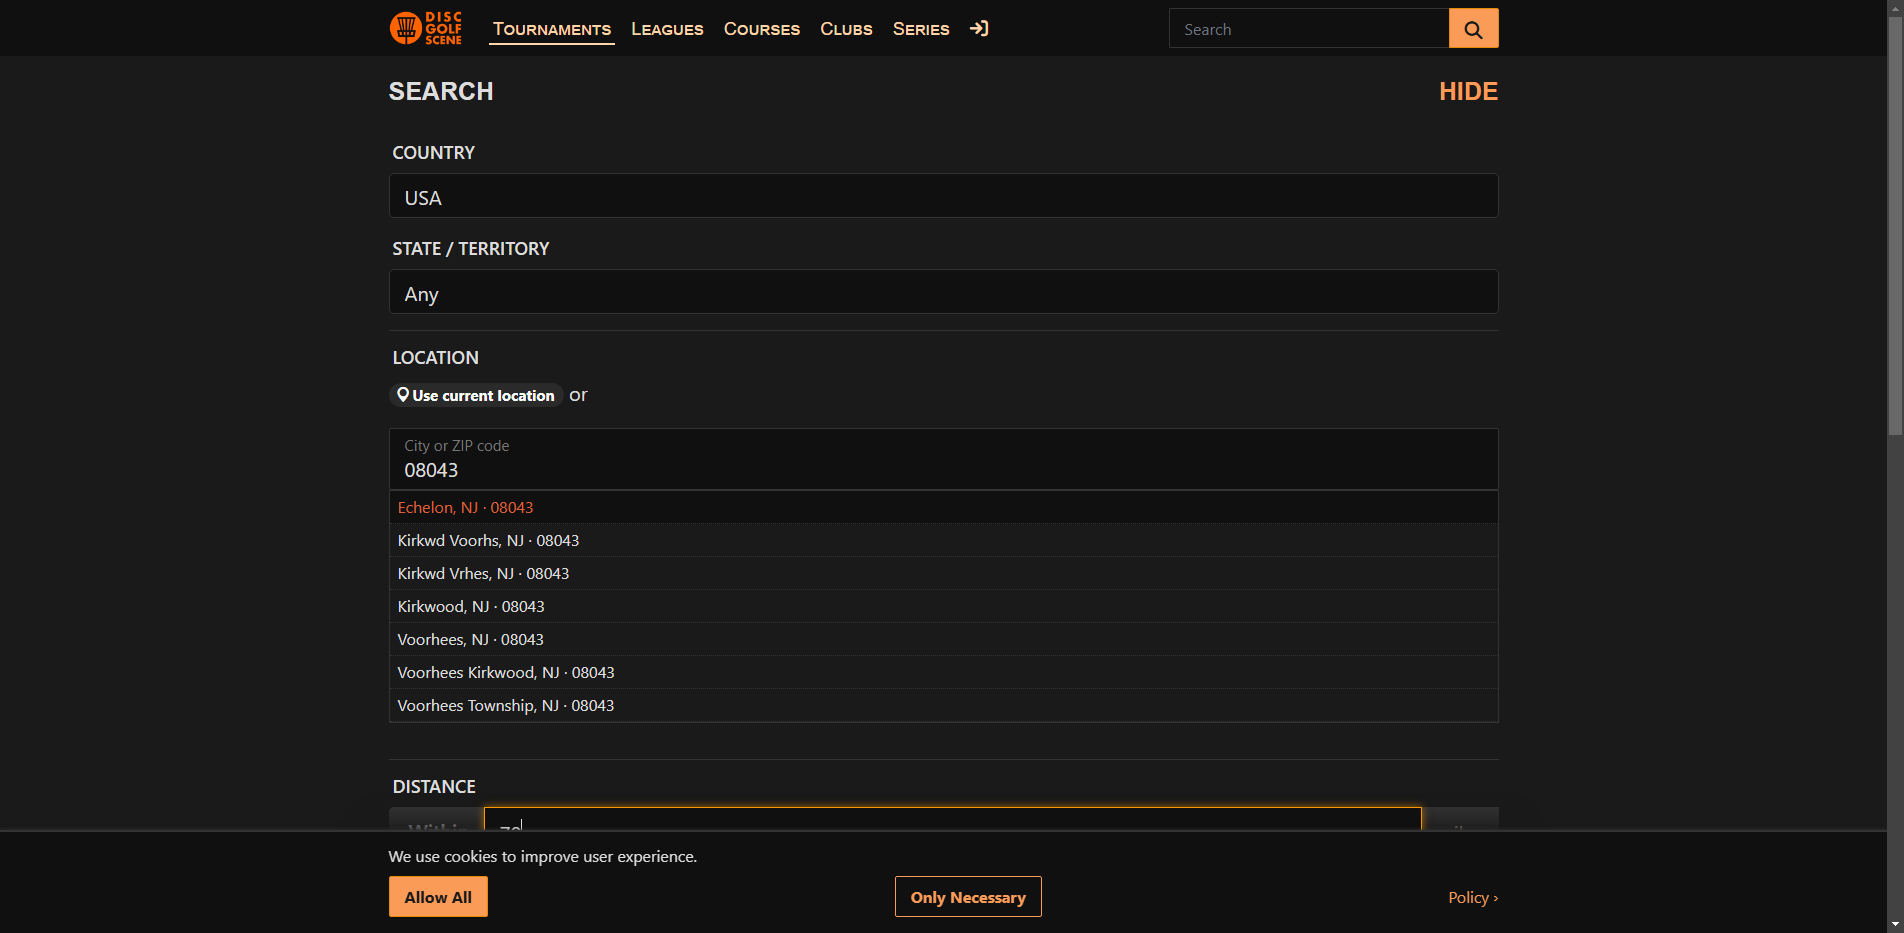 DISC
GOLF
SCENE
Tournaments Leagues Courses Clubs Series
Search
SEARCH HIDE
COUNTRY
USA
STATE / TERRITORY
Any
LOCATION
Use current location or
City or ZIP code
08043
Echelon, NJ · 08043
Kirkwd Voorhs, NJ · 08043
Kirkwd Vrhes, NJ · 08043
Kirkwood, NJ · 08043
Voorhees, NJ · 08043
Voorhees Kirkwood, NJ · 08043
Voorhees Township, NJ · 08043
DISTANCE
Within
We use cookies to improve user experience.
Allow All
Only Necessary
Policy ›